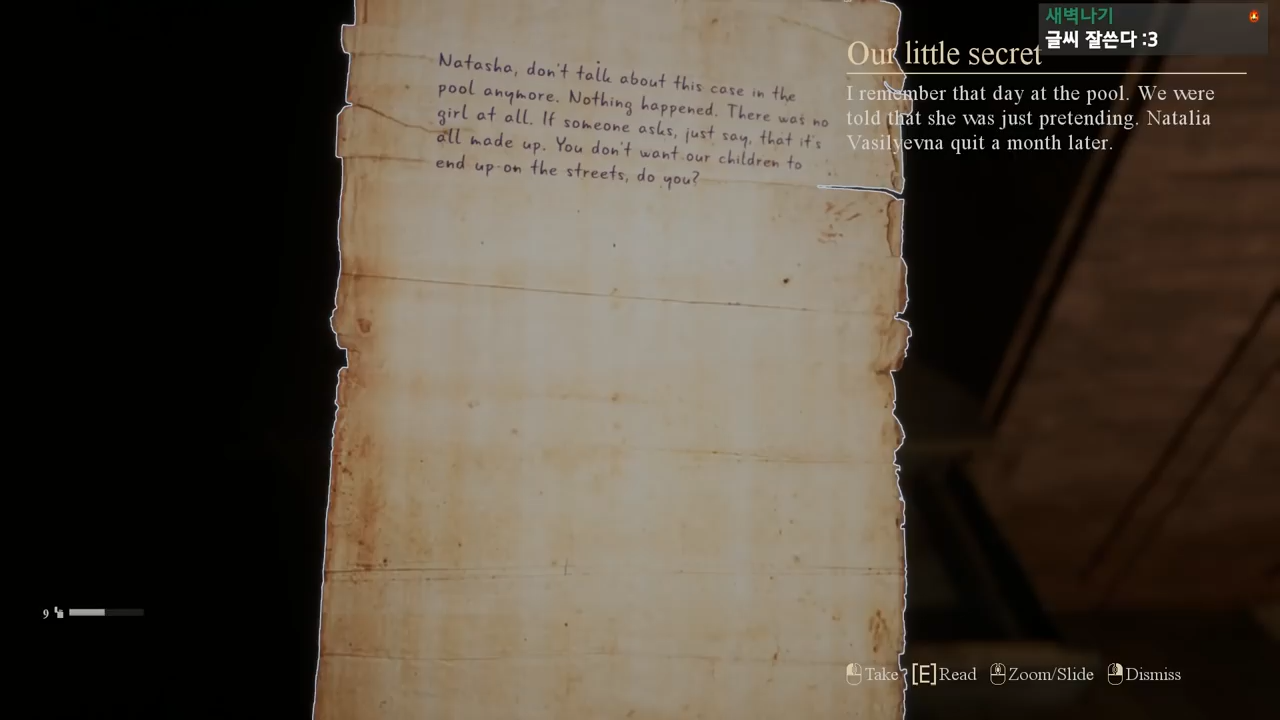 Natasha, don't talk about this case in the
pool anymore. Nothing happened. There was no
girl at all. If someone asks, just say, that it's
all made up. You don't want our children to
end up on the streets, do you?
새벽나기
글씨 잘쓴다 :3
Our little secret
I remember that day at the pool. We were
told that she was just pretending. Natalia
Vasilyevna quit a month later.
9
Take [E] Read Zoom/Slide Dismiss